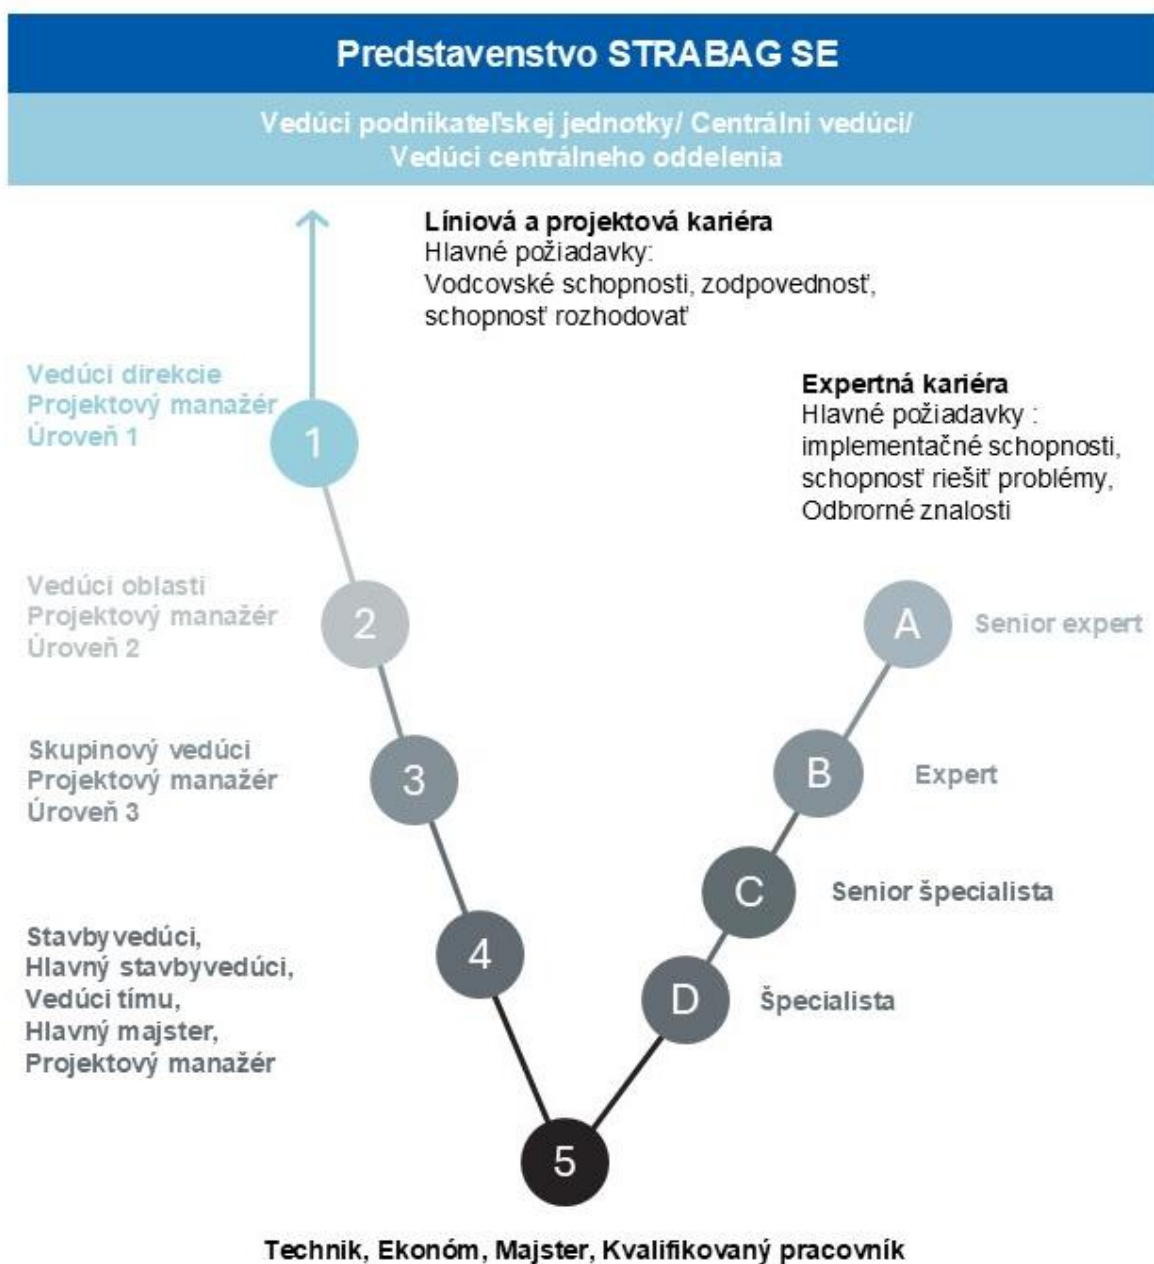 Predstavenstvo STRABAG SE
Vedúci podnikateľskej jednotky/ Centrálni vedúci/
Vedúci centrálneho oddelenia
Líniová a projektová kariéra
Hlavné požiadavky:
Vodcovské schopnosti, zodpovednosť,
schopnosť rozhodovať
Vedúci direkcie
Projektový manažér
Úroveň 1
1
Expertná kariéra
Hlavné požiadavky :
implementačné schopnosti,
schopnosť riešiť problémy,
Odbrorné znalosti
Vedúci oblasti
Projektový manažér
Úroveň 2
2
A
Senior expert
Skupinový vedúci
Projektový manažér
Úroveň 3
3
B
Expert
C
Senior špecialista
Stavbyvedúci,
Hlavný stavbyvedúci,
Vedúci tímu,
Hlavný majster,
Projektový manažér
4
D
Špecialista
5
Technik, Ekonóm, Majster, Kvalifikovaný pracovník